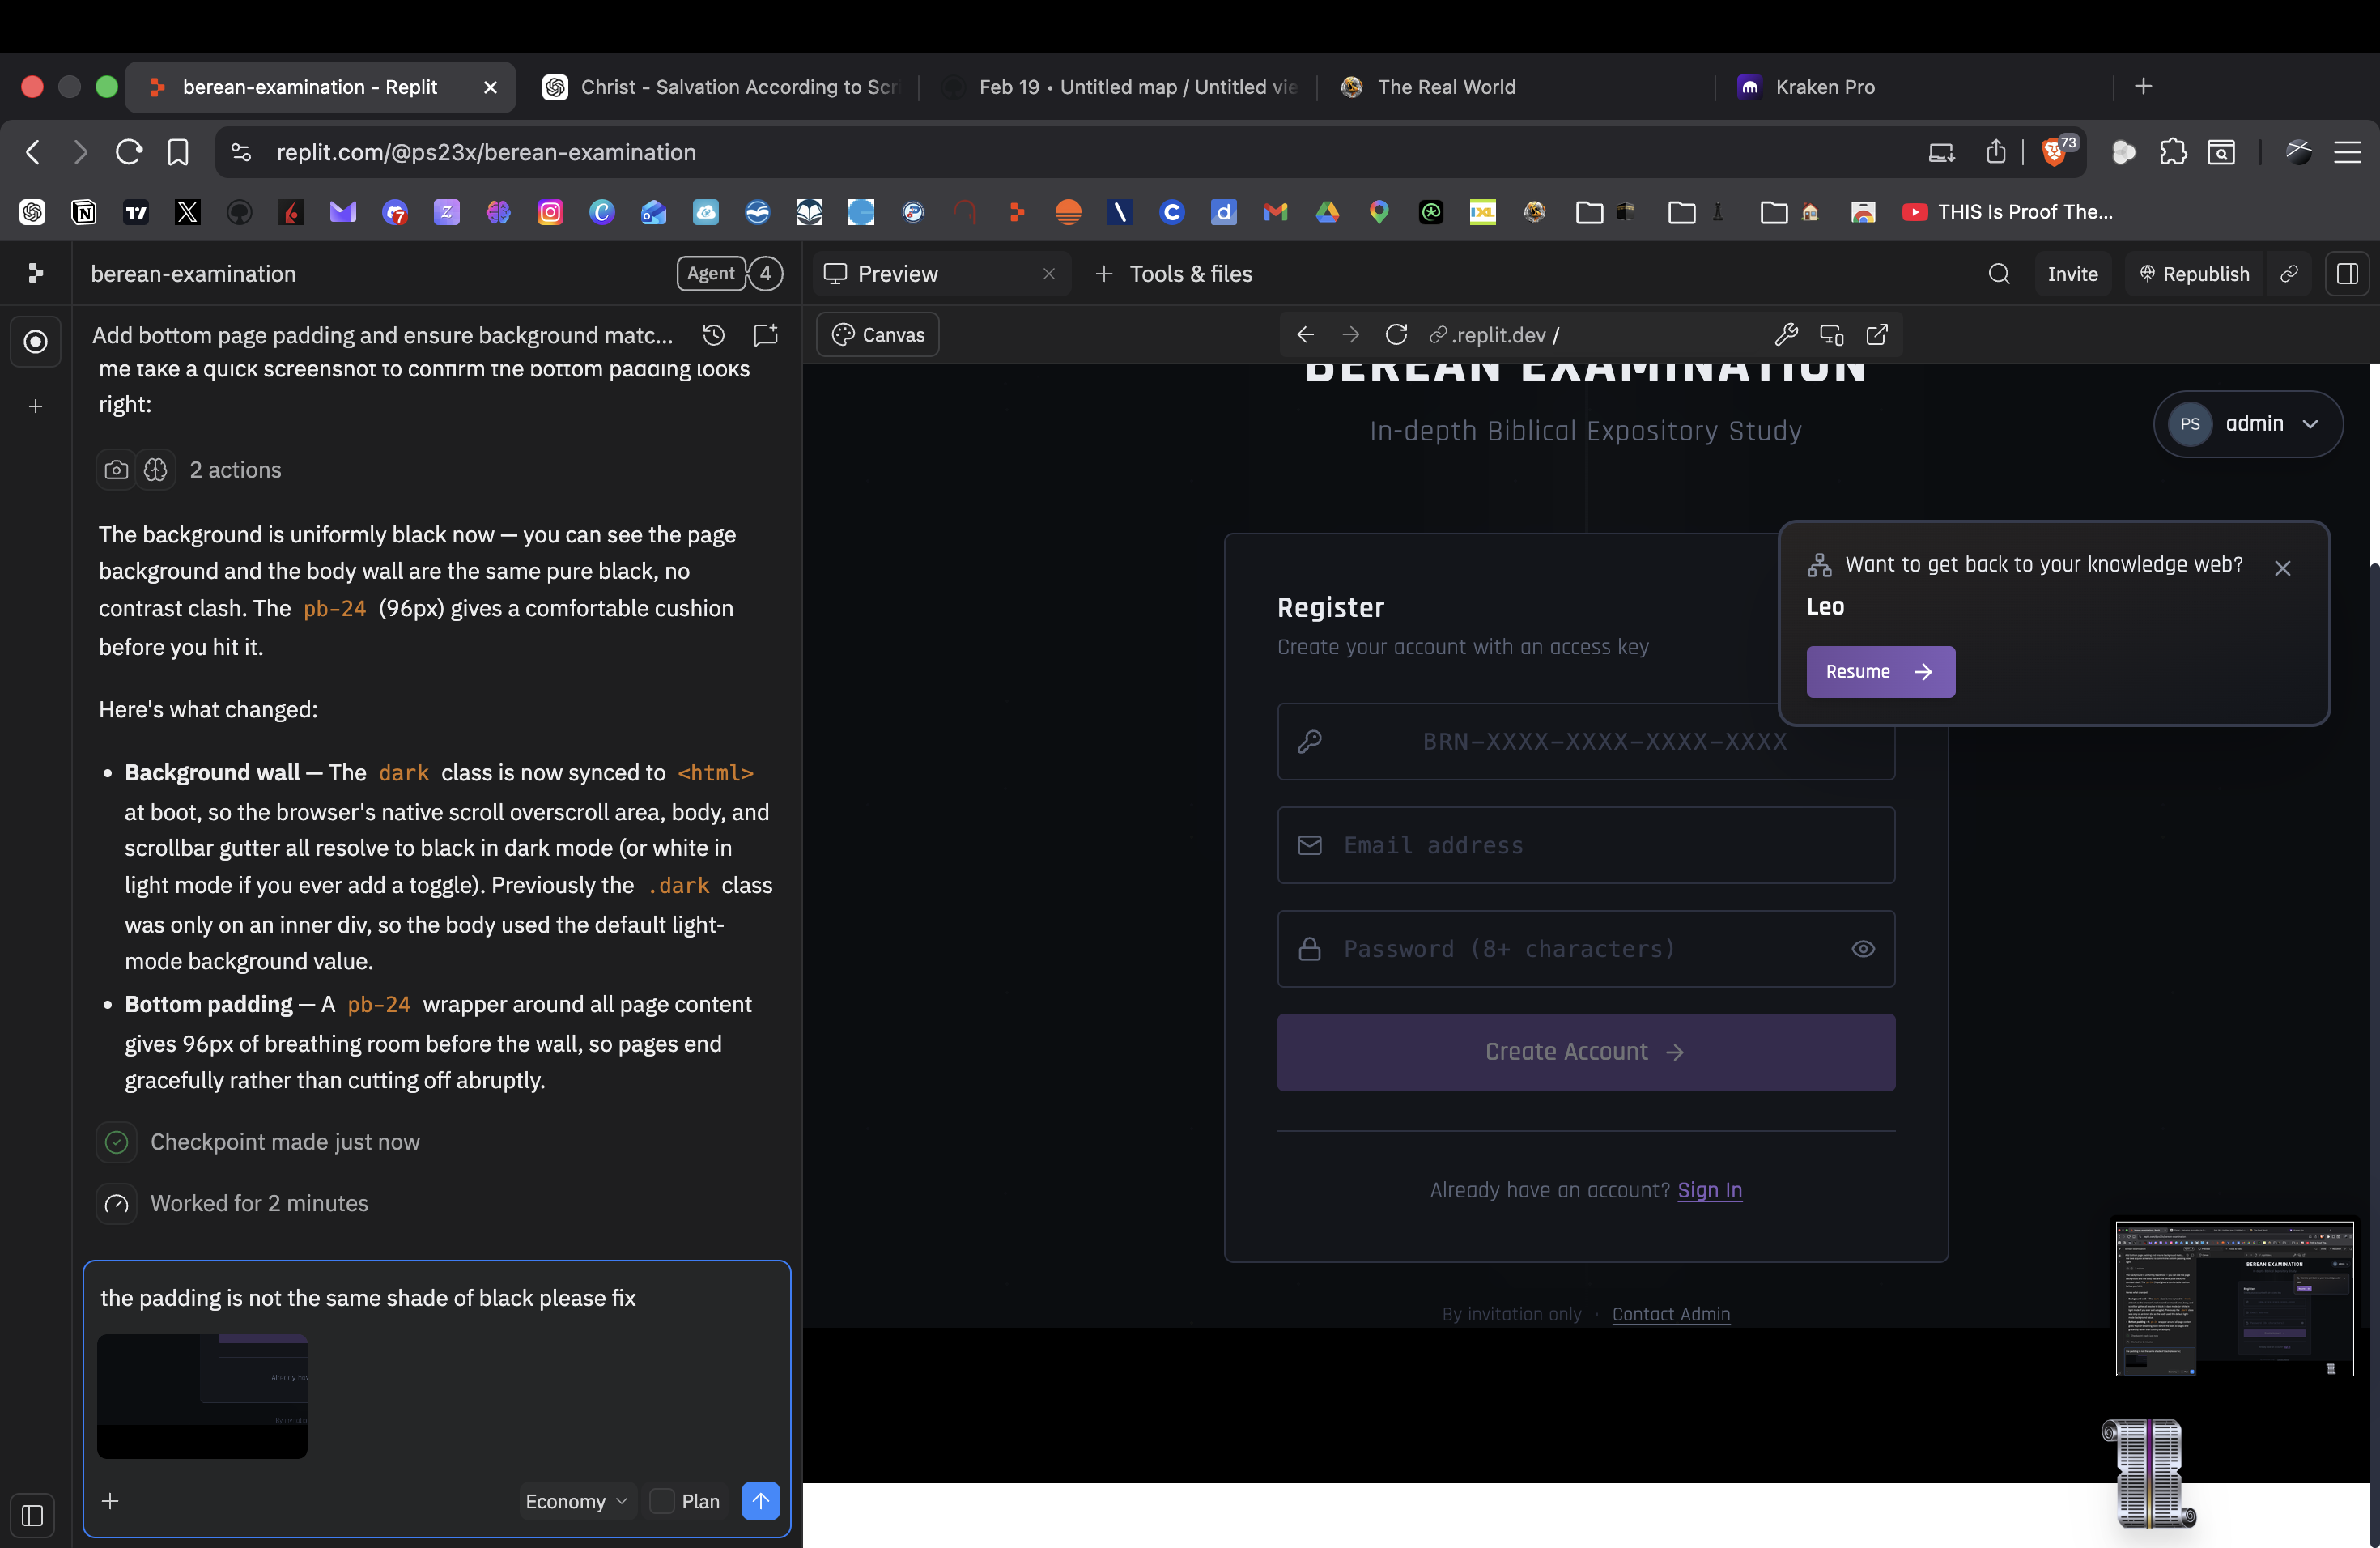 berean-examination - Replit
Christ - Salvation According to Scr
Feb 19 • Untitled map / Untitled vie
The Real World
Kraken Pro
replit.com/@ps23x/berean-examination
73
THIS Is Proof The...
berean-examination
Agent 4
Preview
Tools & files
Invite
Republish
Add bottom page padding and ensure background matc...
Canvas
.replit.dev /
me take a quick screenshot to confirm the bottom padding looks
right:
2 actions
The background is uniformly black now — you can see the page
background and the body wall are the same pure black, no
contrast clash. The pb-24 (96px) gives a comfortable cushion
before you hit it.
Here's what changed:
• Background wall — The dark class is now synced to <html>
at boot, so the browser's native scroll overscroll area, body, and
scrollbar gutter all resolve to black in dark mode (or white in
light mode if you ever add a toggle). Previously the .dark class
was only on an inner div, so the body used the default light-
mode background value.
• Bottom padding — A pb-24 wrapper around all page content
gives 96px of breathing room before the wall, so pages end
gracefully rather than cutting off abruptly.
Checkpoint made just now
Worked for 2 minutes
the padding is not the same shade of black please fix
Economy
Plan
BEREAN EXAMINATION
In-depth Biblical Expository Study
PS
admin
Want to get back to your knowledge web?
Leo
Resume
Register
Create your account with an access key
BRN-XXXX-XXXX-XXXX-XXXX
Email address
Password (8+ characters)
Create Account
Already have an account? Sign In
By invitation only · Contact Admin
BEREAN EXAMINATION